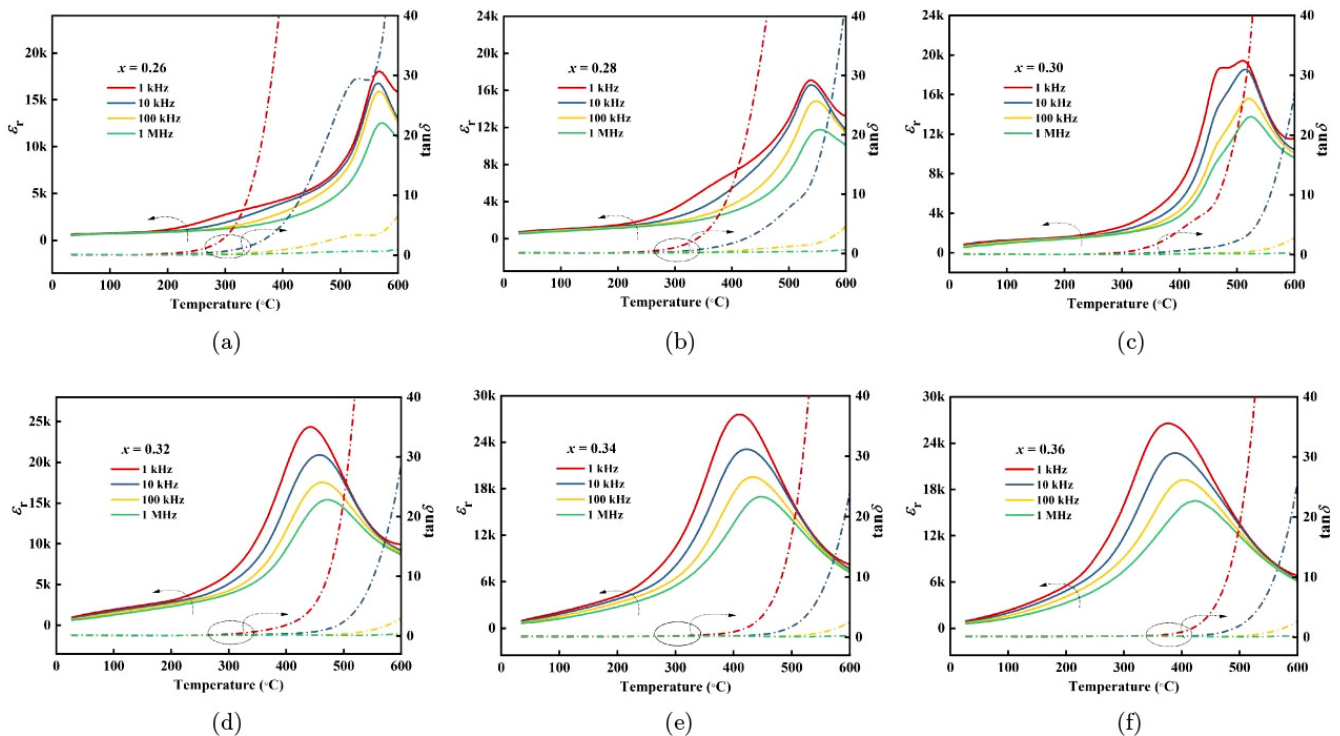 x = 0.26
1 kHz
10 kHz
100 kHz
1 MHz
εr
20k
15k
10k
5k
0
tanδ
40
30
20
10
0
0 100 200 300 400 500 600
Temperature (°C)
(a)
x = 0.28
1 kHz
10 kHz
100 kHz
1 MHz
εr
24k
20k
16k
12k
8k
4k
0
tanδ
40
30
20
10
0
0 100 200 300 400 500 600
Temperature (°C)
(b)
x = 0.30
1 kHz
10 kHz
100 kHz
1 MHz
εr
24k
20k
16k
12k
8k
4k
0
tanδ
40
30
20
10
0
0 100 200 300 400 500 600
Temperature (°C)
(c)
x = 0.32
1 kHz
10 kHz
100 kHz
1 MHz
εr
25k
20k
15k
10k
5k
0
tanδ
40
30
20
10
0
0 100 200 300 400 500 600
Temperature (°C)
(d)
x = 0.34
1 kHz
10 kHz
100 kHz
1 MHz
εr
30k
24k
18k
12k
6k
0
tanδ
40
30
20
10
0
0 100 200 300 400 500 600
Temperature (°C)
(e)
x = 0.36
1 kHz
10 kHz
100 kHz
1 MHz
εr
30k
24k
18k
12k
6k
0
tanδ
40
30
20
10
0
0 100 200 300 400 500 600
Temperature (°C)
(f)